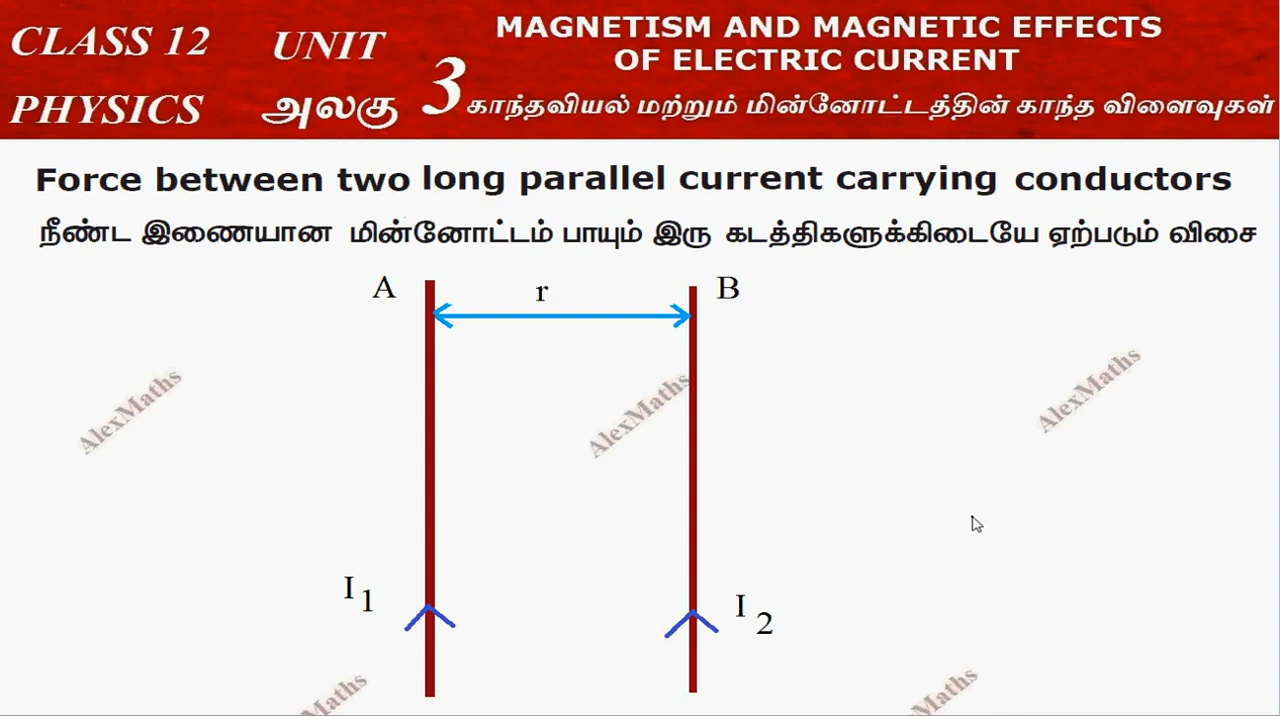 CLASS 12 UNIT 3 MAGNETISM AND MAGNETIC EFFECTS
OF ELECTRIC CURRENT
PHYSICS அலகு காந்தவியல் மற்றும் மின்னோட்டத்தின் காந்த விளைவுகள்
Force between two long parallel current carrying conductors
நீண்ட இணையான மின்னோட்டம் பாயும் இரு கடத்திகளுக்கிடையே ஏற்படும் விசை
A r B
AlexMaths AlexMaths AlexMaths
I1 I2
Maths Maths